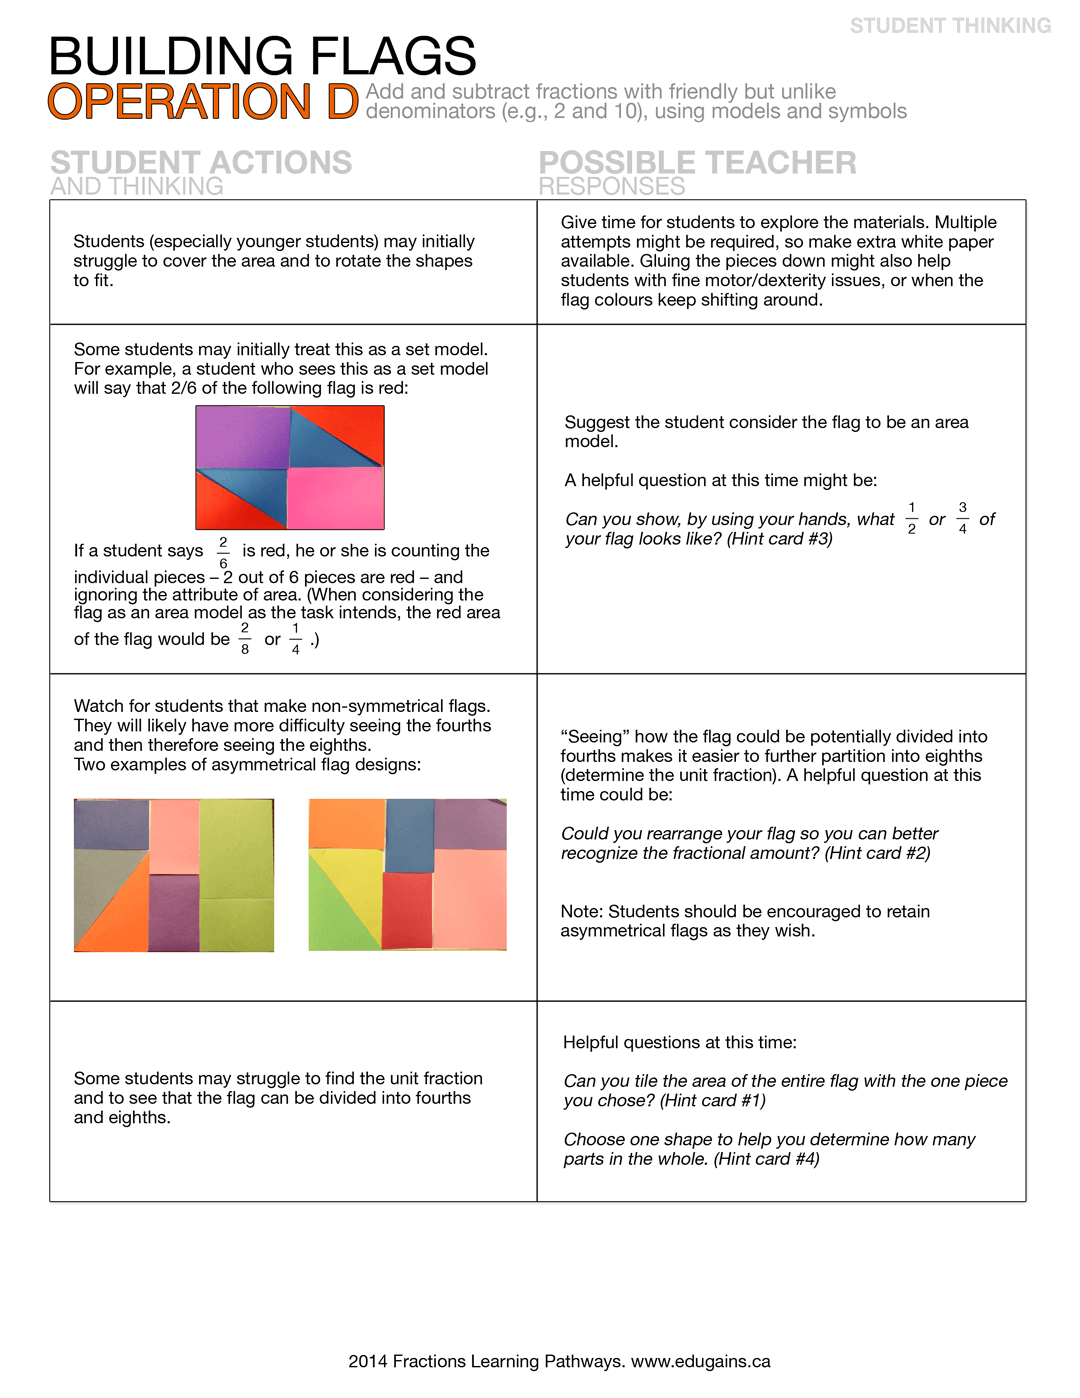 STUDENT THINKING
BUILDING FLAGS
OPERATION D
Add and subtract fractions with friendly but unlike
denominators (e.g., 2 and 10), using models and symbols
STUDENT ACTIONS
AND THINKING
POSSIBLE TEACHER
RESPONSES
Students (especially younger students) may initially
struggle to cover the area and to rotate the shapes
to fit.
Give time for students to explore the materials. Multiple
attempts might be required, so make extra white paper
available. Gluing the pieces down might also help
students with fine motor/dexterity issues, or when the
flag colours keep shifting around.
Some students may initially treat this as a set model.
For example, a student who sees this as a set model
will say that 2/6 of the following flag is red:
If a student says 2/6 is red, he or she is counting the
individual pieces – 2 out of 6 pieces are red – and
ignoring the attribute of area. (When considering the
flag as an area model as the task intends, the red area
of the flag would be 2/8 or 1/4 .)
Suggest the student consider the flag to be an area
model.
A helpful question at this time might be:
Can you show, by using your hands, what 1/2 or 3/4 of
your flag looks like? (Hint card #3)
Watch for students that make non-symmetrical flags.
They will likely have more difficulty seeing the fourths
and then therefore seeing the eighths.
Two examples of asymmetrical flag designs:
“Seeing” how the flag could be potentially divided into
fourths makes it easier to further partition into eighths
(determine the unit fraction). A helpful question at this
time could be:
Could you rearrange your flag so you can better
recognize the fractional amount? (Hint card #2)
Note: Students should be encouraged to retain
asymmetrical flags as they wish.
Some students may struggle to find the unit fraction
and to see that the flag can be divided into fourths
and eighths.
Helpful questions at this time:
Can you tile the area of the entire flag with the one piece
you chose? (Hint card #1)
Choose one shape to help you determine how many
parts in the whole. (Hint card #4)
2014 Fractions Learning Pathways. www.edugains.ca